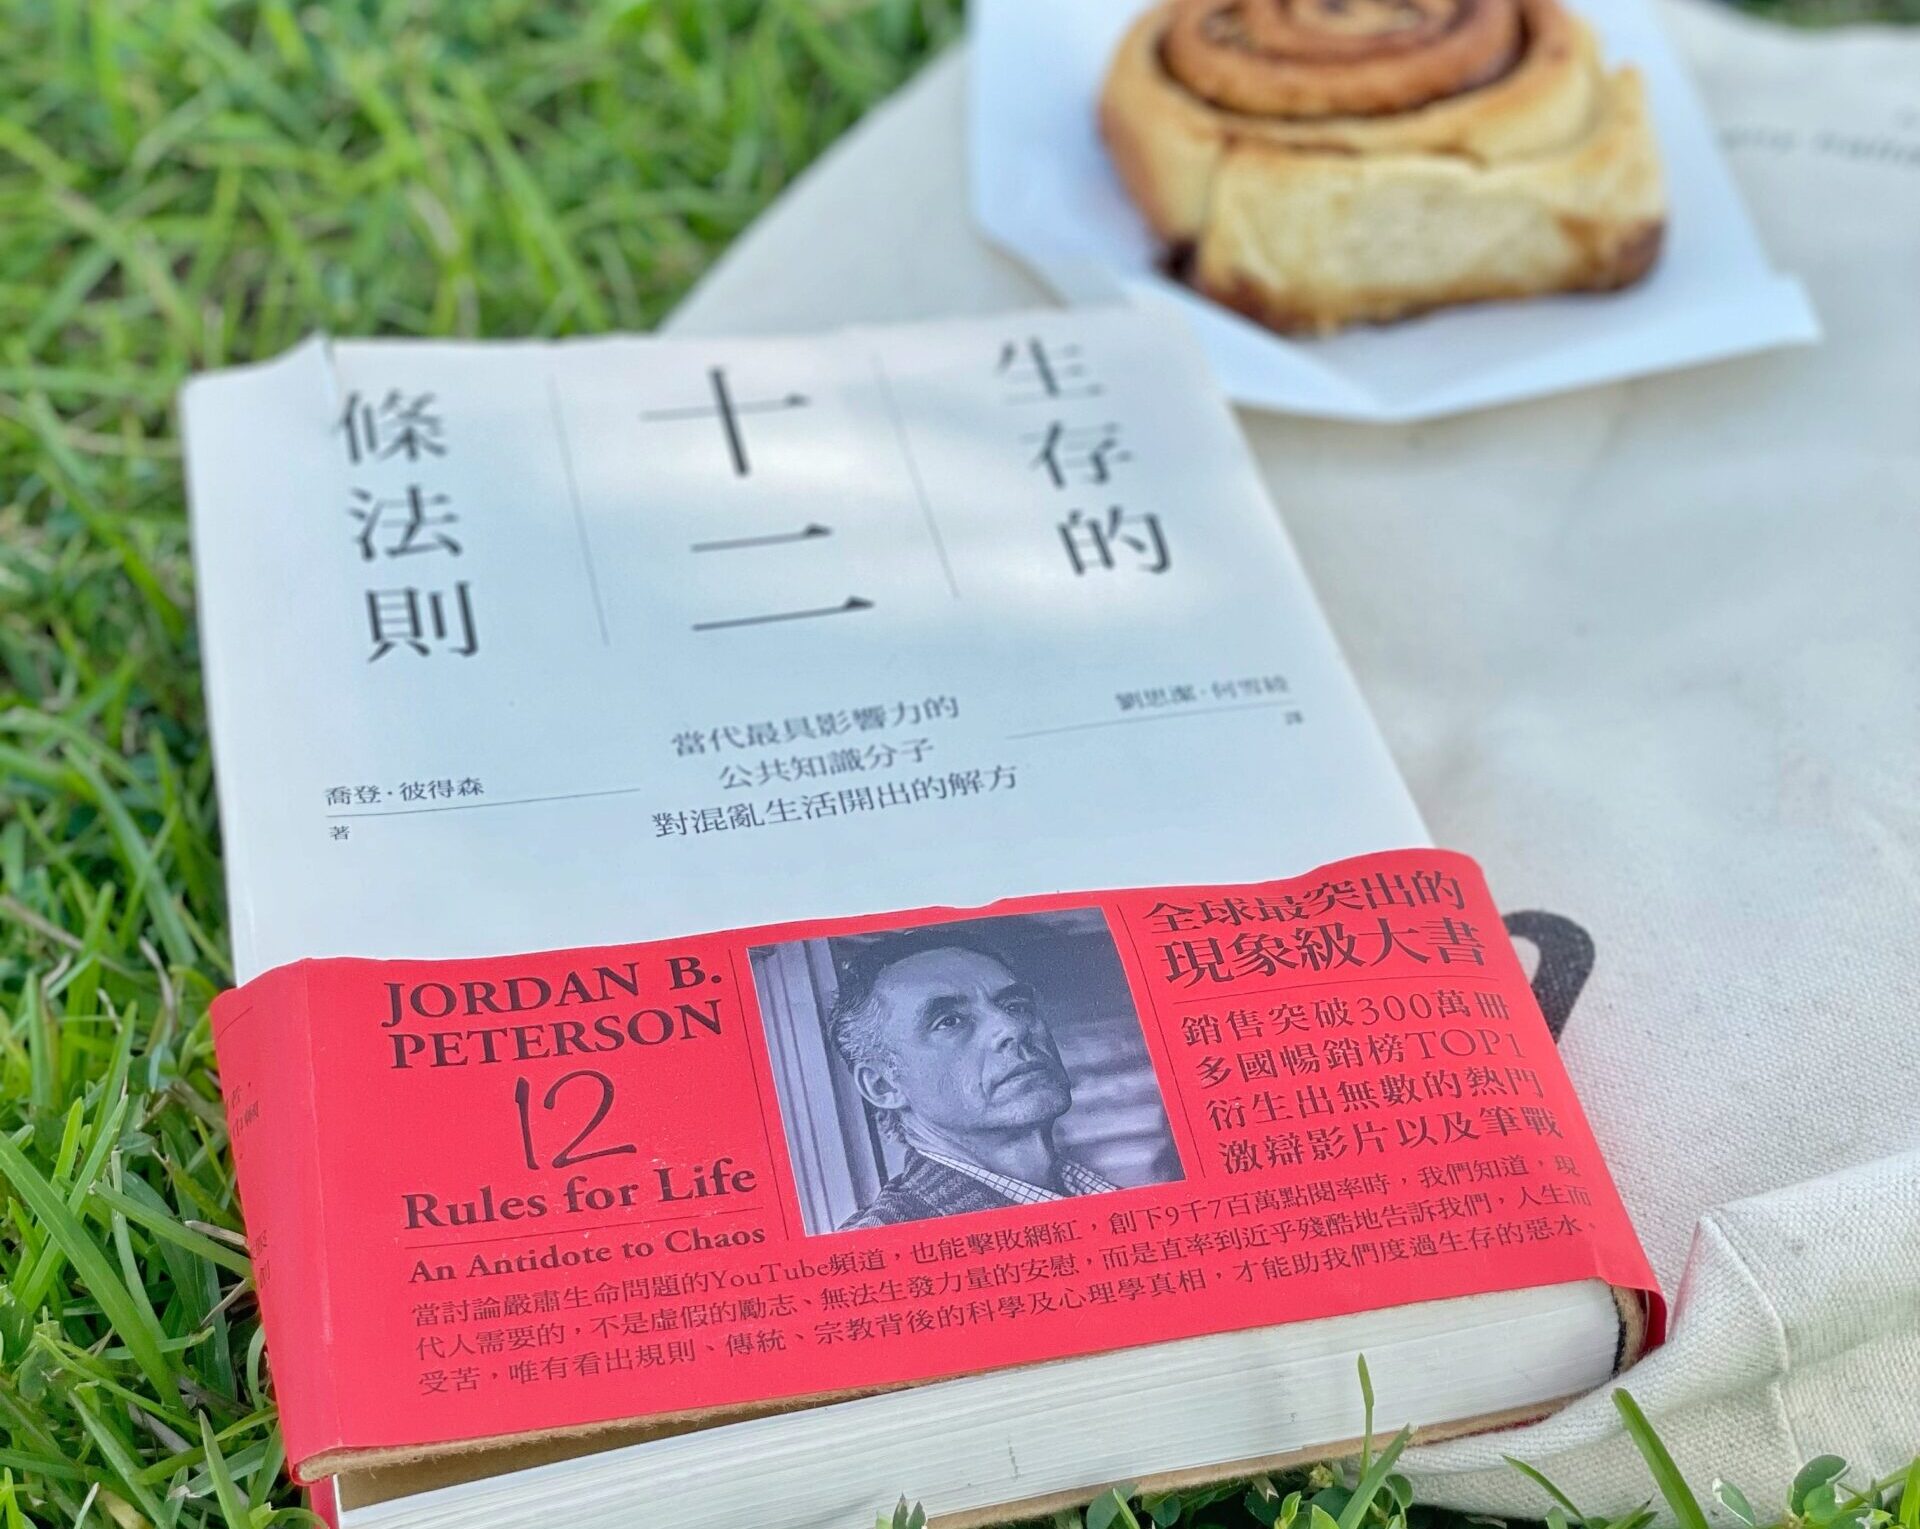 生存的
十二
條法則
劉思潔·何雪綾
譯
當代最具影響力的
公共知識分子
對混亂生活開出的解方
喬登·彼得森
著
JORDAN B.
PETERSON
12
Rules for Life
An Antidote to Chaos
全球最突出的
現象級大書
銷售突破300萬冊
多國暢銷榜TOP1
衍生出無數的熱門
激辯影片以及筆戰
當討論嚴肅生命問題的YouTube頻道，也能擊敗網紅，創下9千7百萬點閱率時，我們知道，現
代人需要的，不是虛假的勵志、無法生發力量的安慰，而是直率到近乎殘酷地告訴我們，人生而
受苦，唯有看出規則、傳統、宗教背後的科學及心理學真相，才能助我們度過生存的惡水。